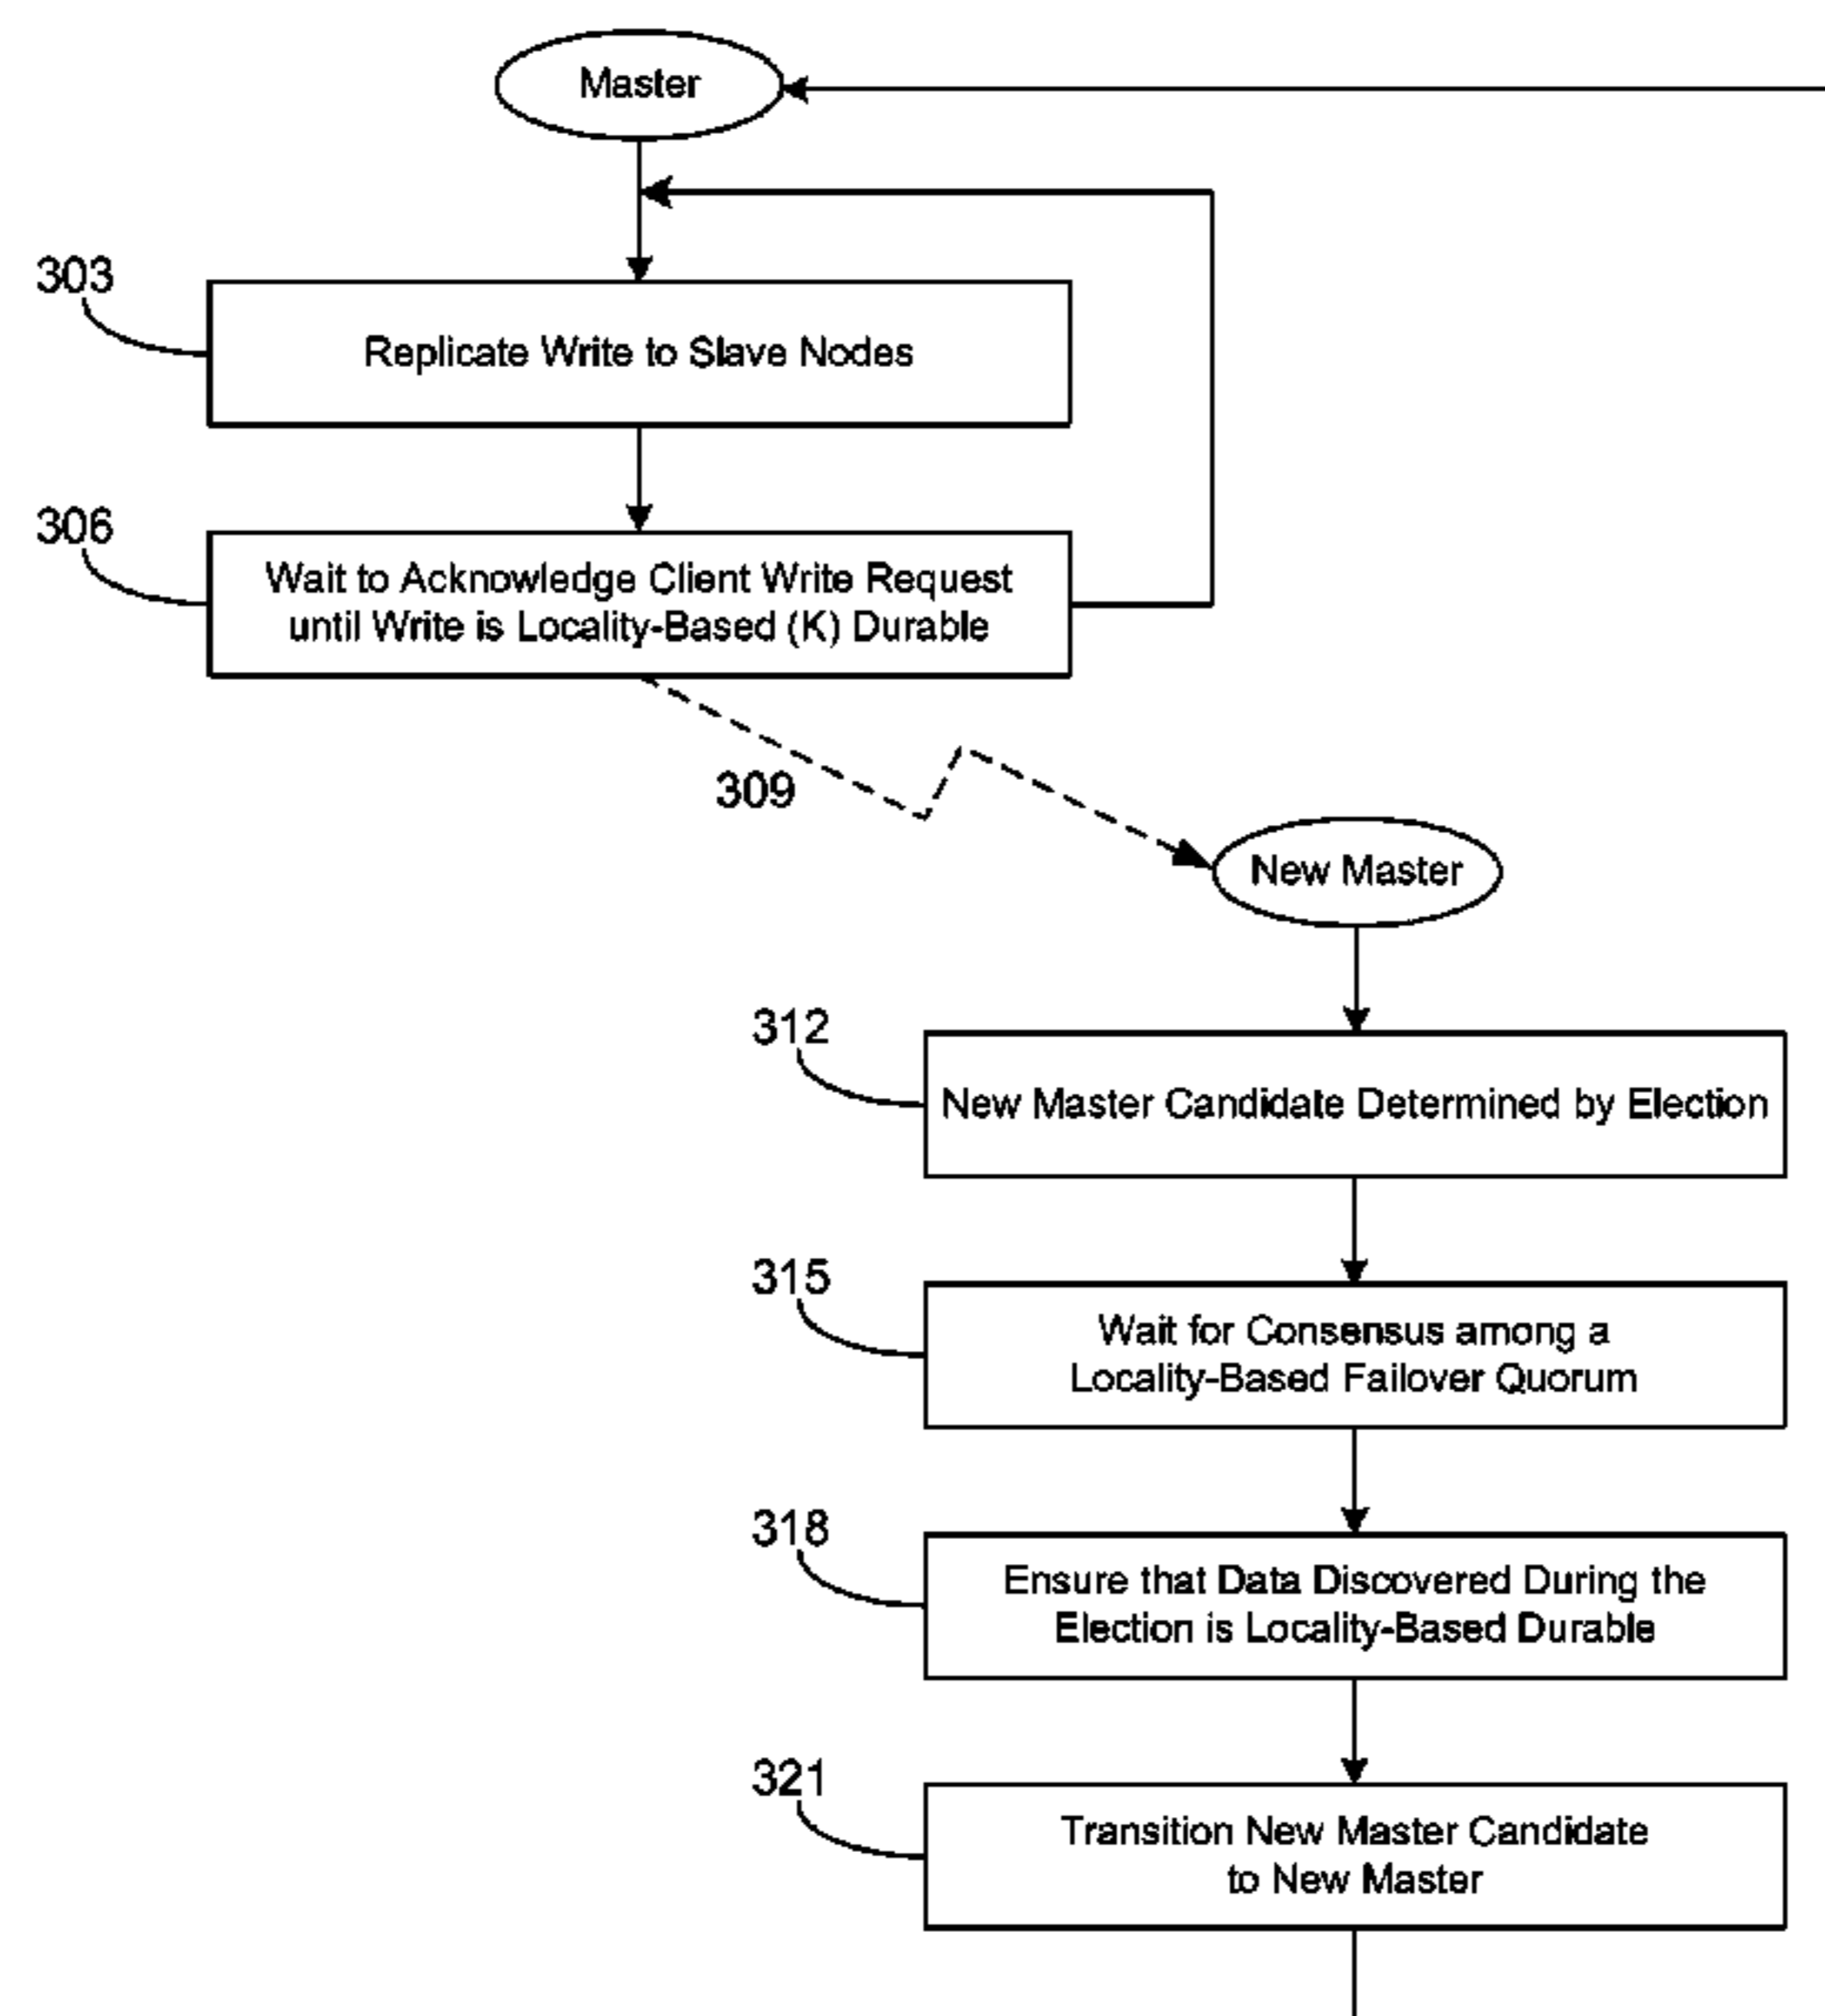 Master
303
Replicate Write to Slave Nodes
306
Wait to Acknowledge Client Write Request
until Write is Locality-Based (K) Durable
309
New Master
312
New Master Candidate Determined by Election
315
Wait for Consensus among a
Locality-Based Failover Quorum
318
Ensure that Data Discovered During the
Election is Locality-Based Durable
321
Transition New Master Candidate
to New Master